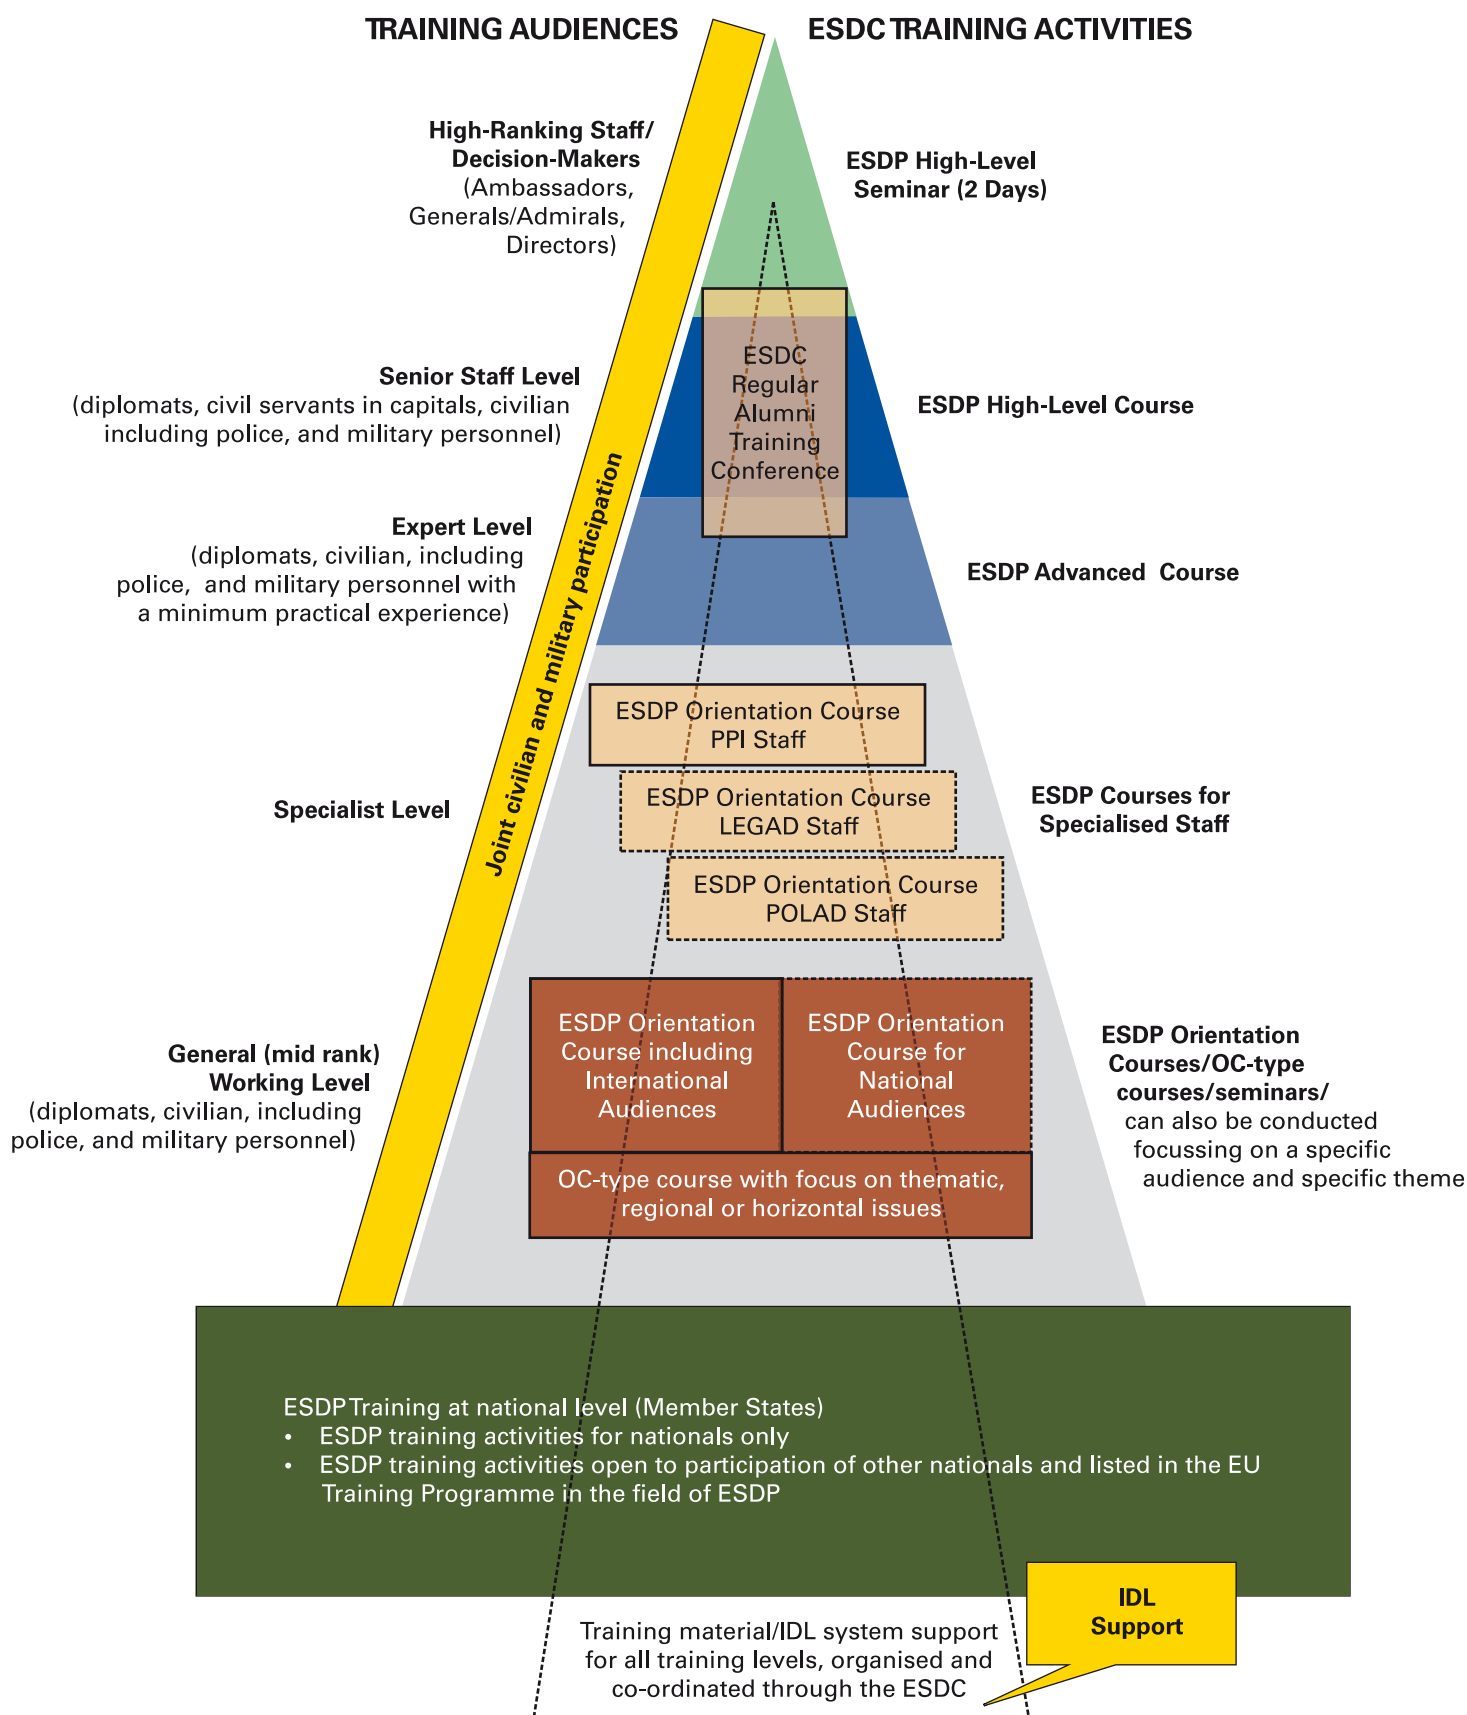 TRAINING AUDIENCES
ESDC TRAINING ACTIVITIES
High-Ranking Staff/
Decision-Makers
(Ambassadors,
Generals/Admirals,
Directors)
ESDP High-Level
Seminar (2 Days)
Senior Staff Level
(diplomats, civil servants in capitals, civilian
including police, and military personnel)
ESDC
Regular
Alumni
Training
Conference
ESDP High-Level Course
Expert Level
(diplomats, civilian, including
police, and military personnel with
a minimum practical experience)
ESDP Advanced Course
Joint civilian and military participation
Specialist Level
ESDP Orientation Course
PPI Staff
ESDP Orientation Course
LEGAD Staff
ESDP Orientation Course
POLAD Staff
ESDP Courses for
Specialised Staff
General (mid rank)
Working Level
(diplomats, civilian, including
police, and military personnel)
ESDP Orientation
Course including
International
Audiences
ESDP Orientation
Course for
National
Audiences
OC-type course with focus on thematic,
regional or horizontal issues
ESDP Orientation
Courses/OC-type
courses/seminars/
can also be conducted
focussing on a specific
audience and specific theme
ESDP Training at national level (Member States)
• ESDP training activities for nationals only
• ESDP training activities open to participation of other nationals and listed in the EU
Training Programme in the field of ESDP
IDL
Support
Training material/IDL system support
for all training levels, organised and
co-ordinated through the ESDC